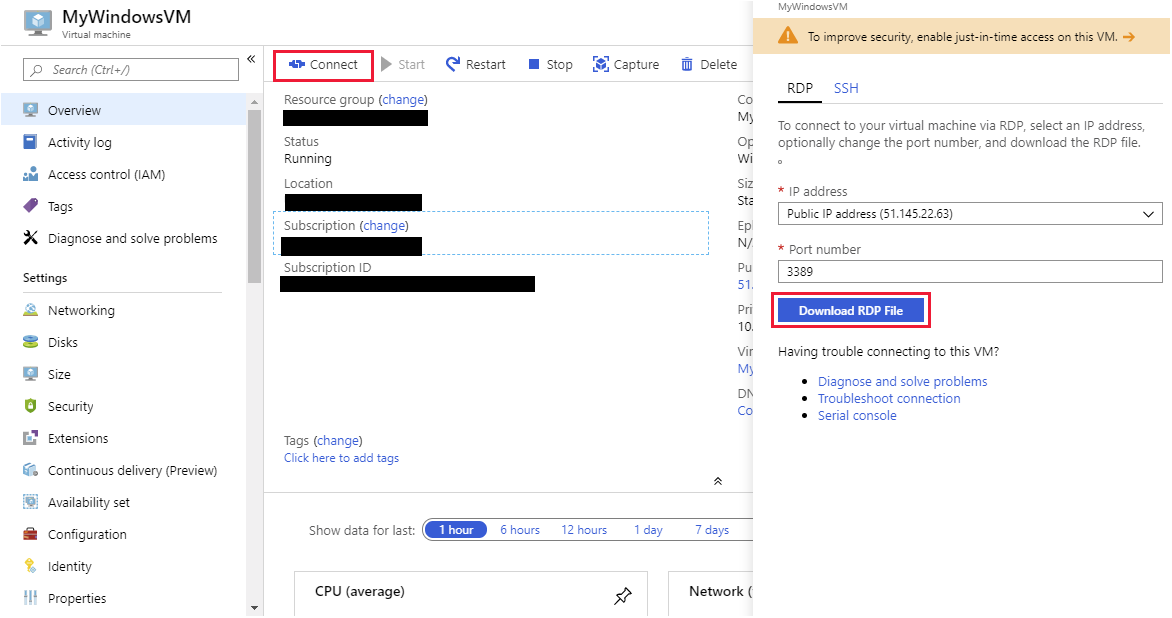 MyWindowsVM
Virtual machine
Search (Ctrl+/)
«
Overview
Activity log
Access control (IAM)
Tags
Diagnose and solve problems
Settings
Networking
Disks
Size
Security
Extensions
Continuous delivery (Preview)
Availability set
Configuration
Identity
Properties
Connect
Start
Restart
Stop
Capture
Delete
Resource group (change)
Status
Running
Location
Subscription (change)
Subscription ID
Co
My
Op
Wi
Siz
Sta
Ep
N/
Pu
51.
Pri
10.
Vir
My
DN
Co
Tags (change)
Click here to add tags
Show data for last:
1 hour
6 hours
12 hours
1 day
7 days
CPU (average)
Network (
MyWindowsVM
To improve security, enable just-in-time access on this VM. →
RDP
SSH
To connect to your virtual machine via RDP, select an IP address,
optionally change the port number, and download the RDP file.
* IP address
Public IP address (51.145.22.63)
* Port number
3389
Download RDP File
Having trouble connecting to this VM?
• Diagnose and solve problems
• Troubleshoot connection
• Serial console